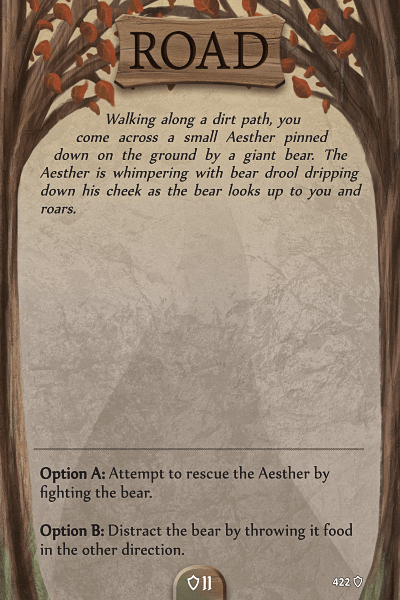 ROAD
Walking along a dirt path, you
come across a small Aesther pinned
down on the ground by a giant bear. The
Aesther is whimpering with bear drool dripping
down his cheek as the bear looks up to you and
roars.
Option A: Attempt to rescue the Aesther by
fighting the bear.
Option B: Distract the bear by throwing it food
in the other direction.
11
422